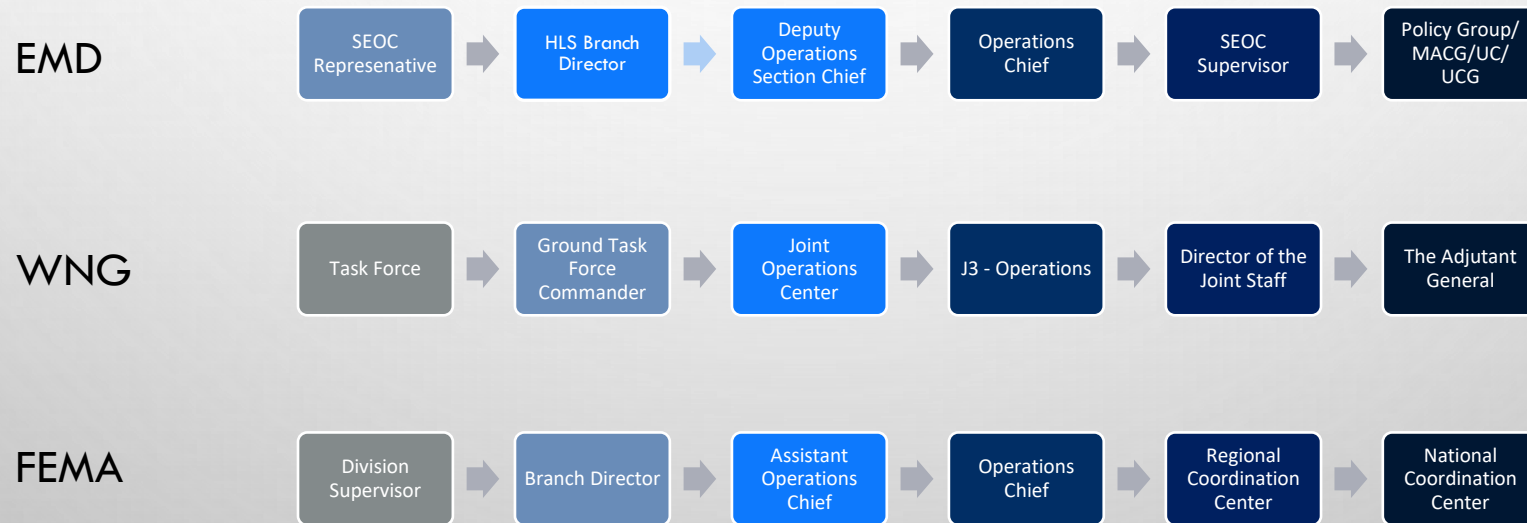 EMD
SEOC
Represenative
HLS Branch
Director
Deputy
Operations
Section Chief
Operations
Chief
SEOC
Supervisor
Policy Group/
MACG/UC/
UCG
WNG
Task Force
Ground Task
Force
Commander
Joint
Operations
Center
J3 - Operations
Director of the
Joint Staff
The Adjutant
General
FEMA
Division
Supervisor
Branch Director
Assistant
Operations
Chief
Operations
Chief
Regional
Coordination
Center
National
Coordination
Center